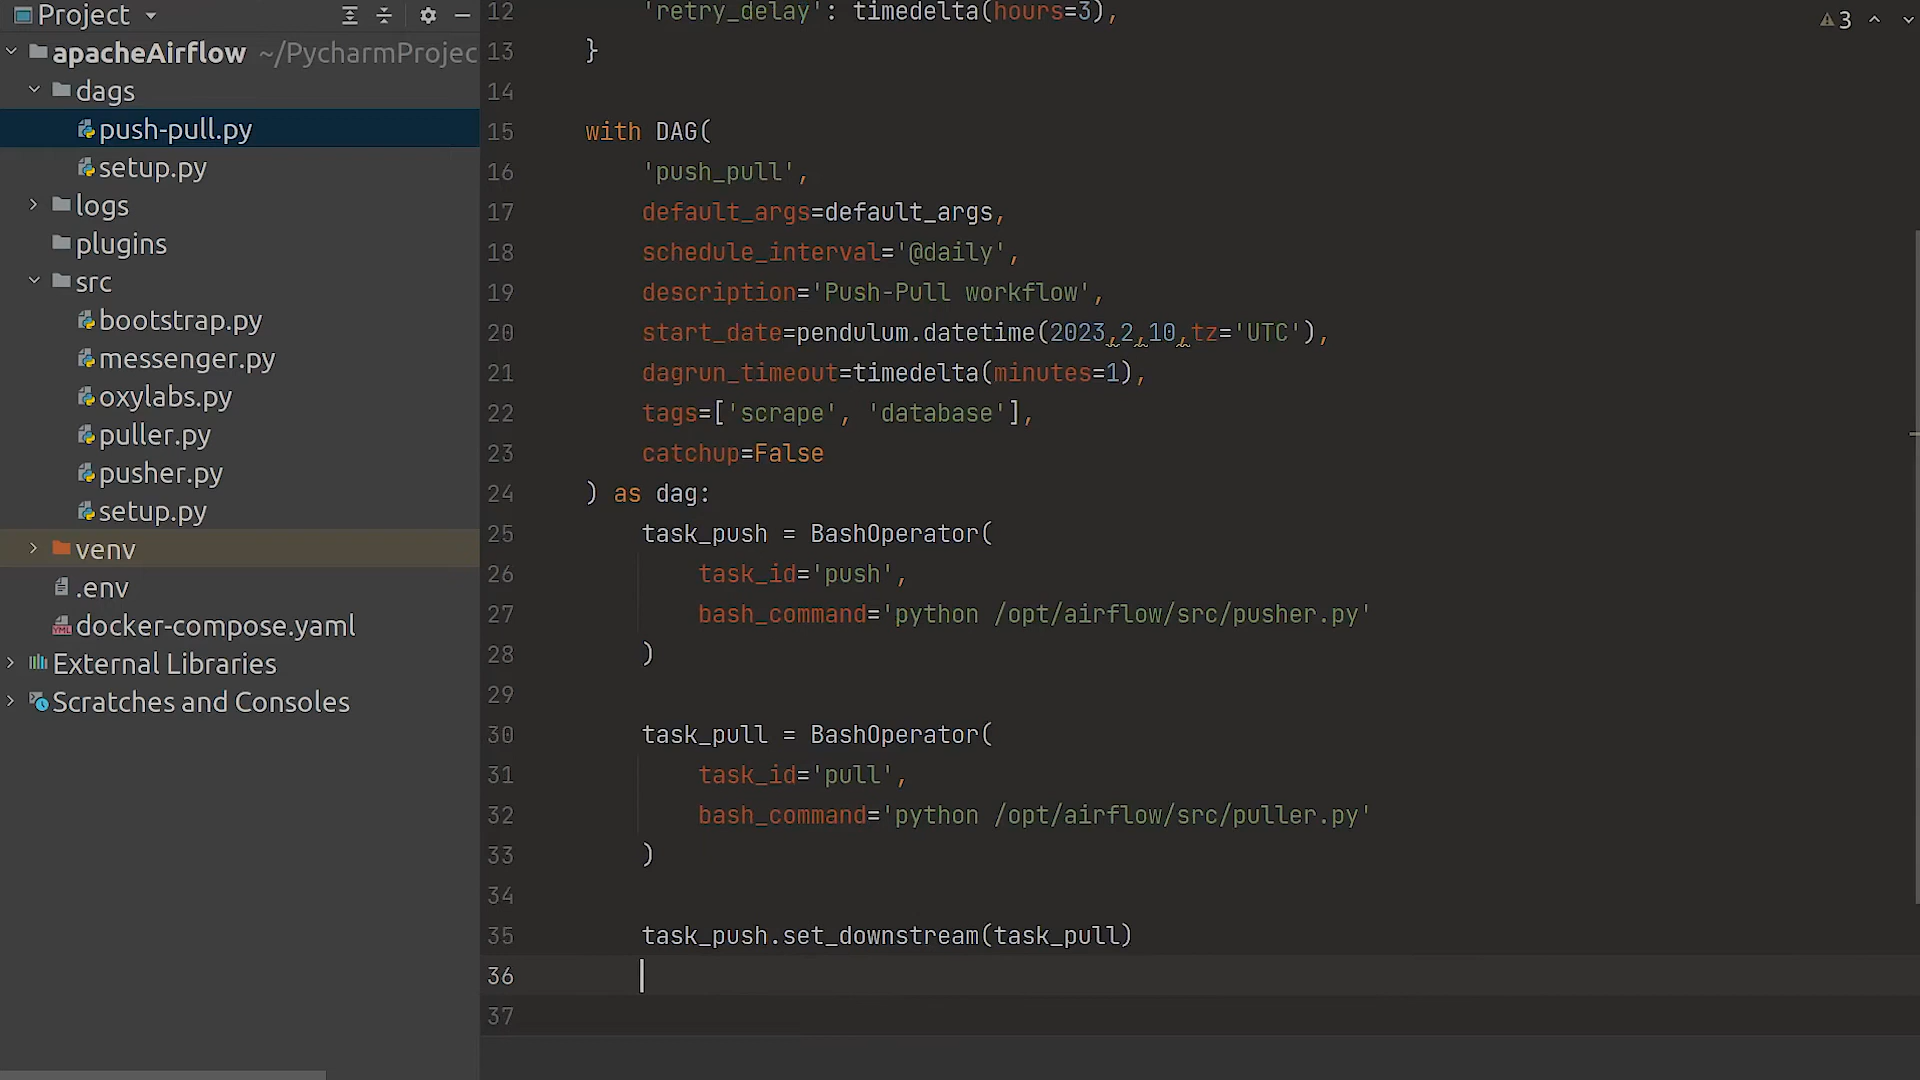 Project
apacheAirflow ~/PycharmProjec
dags
push-pull.py
setup.py
logs
plugins
src
bootstrap.py
messenger.py
oxylabs.py
puller.py
pusher.py
setup.py
venv
.env
docker-compose.yaml
External Libraries
Scratches and Consoles
3
12 'retry_delay': timedelta(hours=3),
13 }
14
15 with DAG(
16 'push_pull',
17 default_args=default_args,
18 schedule_interval='@daily',
19 description='Push-Pull workflow',
20 start_date=pendulum.datetime(2023,2,10,tz='UTC'),
21 dagrun_timeout=timedelta(minutes=1),
22 tags=['scrape', 'database'],
23 catchup=False
24 ) as dag:
25 task_push = BashOperator(
26 task_id='push',
27 bash_command='python /opt/airflow/src/pusher.py'
28 )
29
30 task_pull = BashOperator(
31 task_id='pull',
32 bash_command='python /opt/airflow/src/puller.py'
33 )
34
35 task_push.set_downstream(task_pull)
36
37